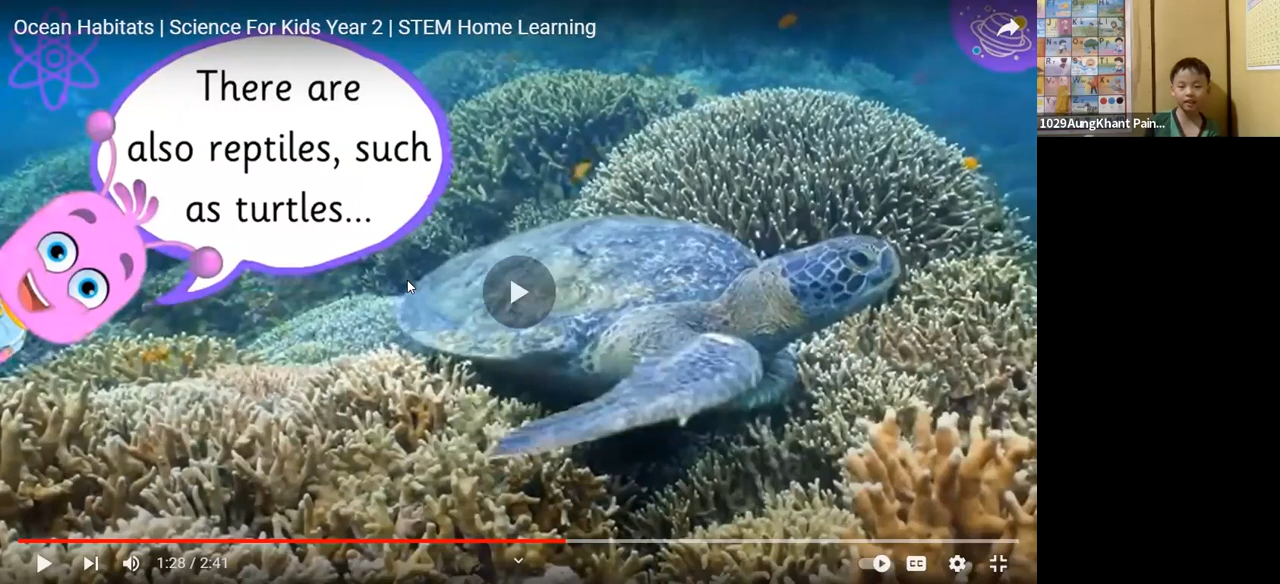 Ocean Habitats | Science For Kids Year 2 | STEM Home Learning
There are
also reptiles, such
as turtles...
1029AungKhant Pain...
1:28 / 2:41
CC